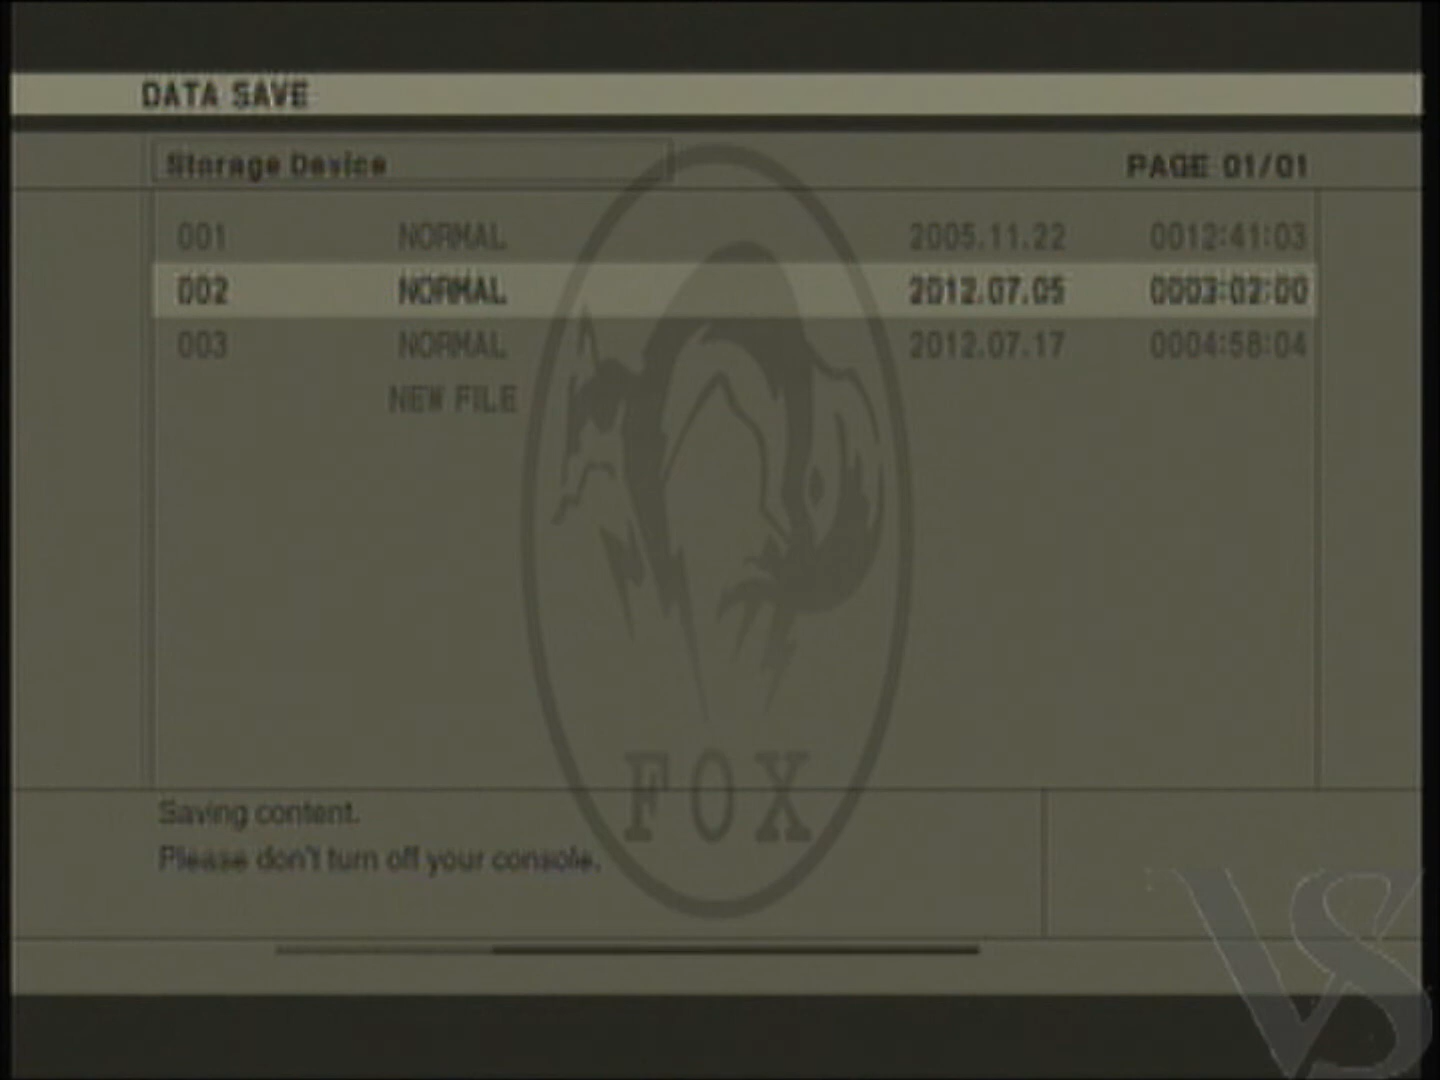 DATA SAVE
Storage Device PAGE 01/01
001 NORMAL 2005.11.22 0012:41:03
002 NORMAL 2012.07.05 0003:02:00
003 NORMAL 2012.07.17 0004:58:04
NEW FILE
FOX
Saving content.
Please don't turn off your console.
VS